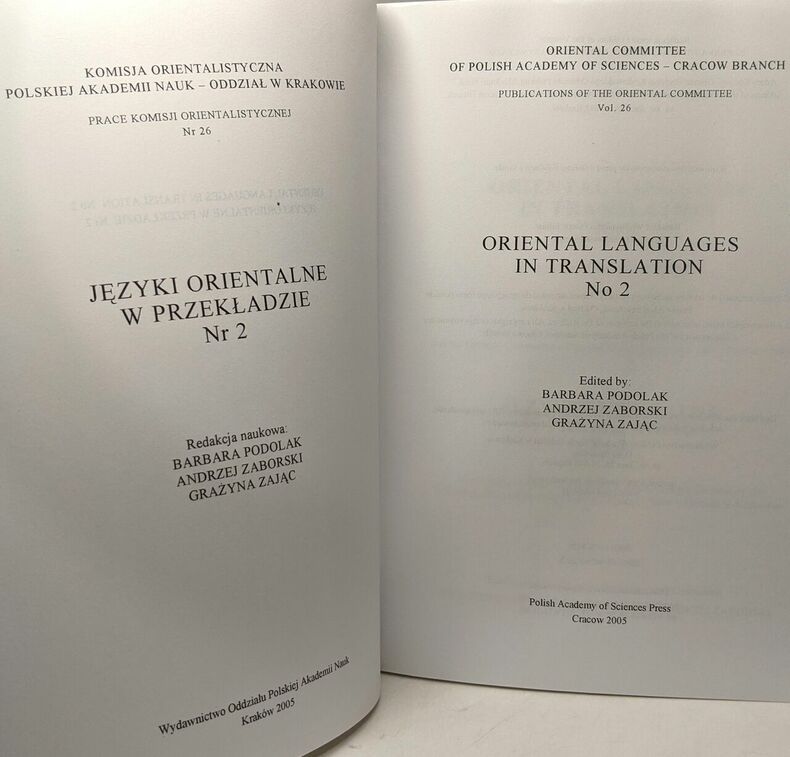 KOMISJA ORIENTALISTYCZNA
POLSKIEJ AKADEMII NAUK – ODDZIAŁ W KRAKOWIE
PRACE KOMISJI ORIENTALISTYCZNEJ
Nr 26
JĘZYKI ORIENTALNE
W PRZEKŁADZIE
Nr 2
Redakcja naukowa:
BARBARA PODOLAK
ANDRZEJ ZABORSKI
GRAŻYNA ZAJĄC
Wydawnictwo Oddziału Polskiej Akademii Nauk
Kraków 2005
ORIENTAL COMMITTEE
OF POLISH ACADEMY OF SCIENCES – CRACOW BRANCH
PUBLICATIONS OF THE ORIENTAL COMMITTEE
Vol. 26
ORIENTAL LANGUAGES
IN TRANSLATION
No 2
Edited by:
BARBARA PODOLAK
ANDRZEJ ZABORSKI
GRAŻYNA ZAJĄC
Polish Academy of Sciences Press
Cracow 2005